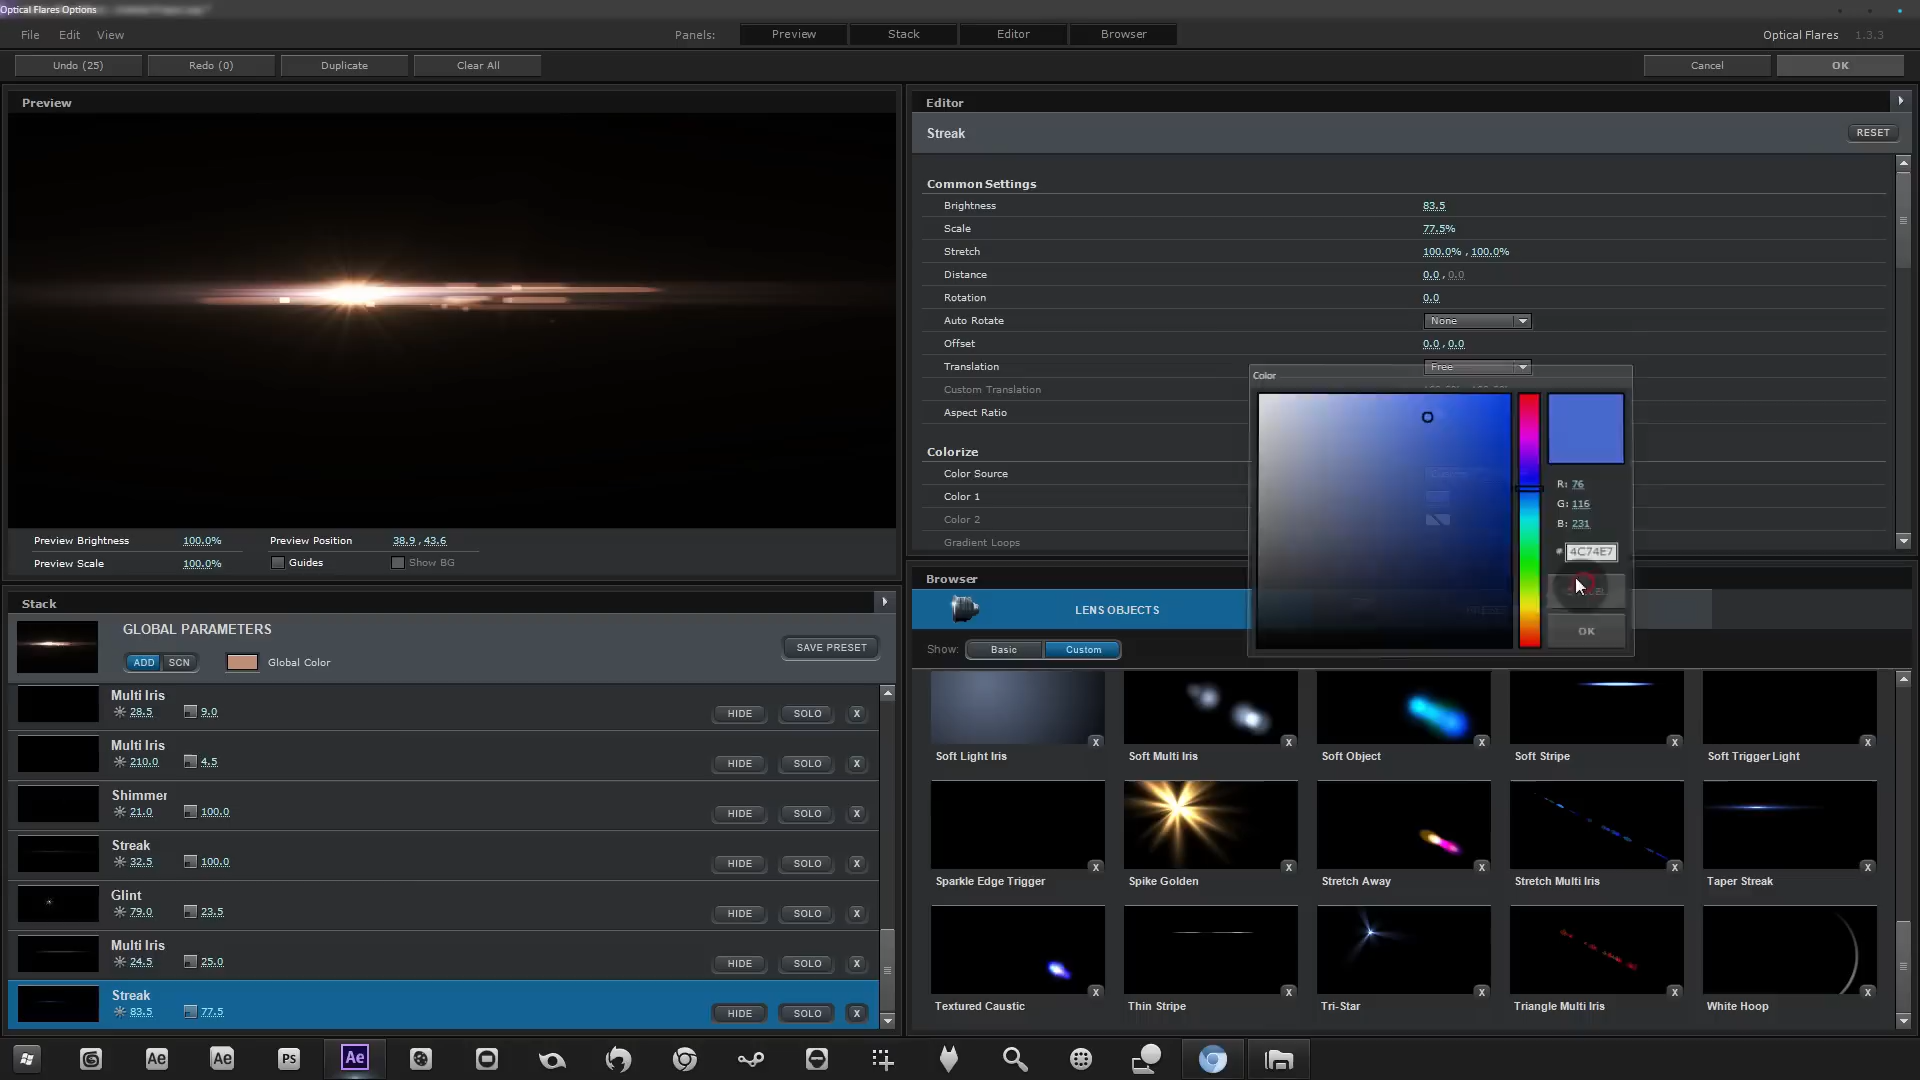 Optical Flares Options
File Edit View
Panels: Preview Stack Editor Browser
Optical Flares 1.3.3
Undo (25) Redo (0) Duplicate Clear All
Cancel OK
Preview
Preview Brightness 100.0% Preview Position 38.9 , 43.6
Preview Scale 100.0% Guides Show BG
Editor
Streak RESET
Common Settings
Brightness 83.5
Scale 77.5%
Stretch 100.0% , 100.0%
Distance 0.0 , 0.0
Rotation 0.0
Auto Rotate None
Offset 0.0 , 0.0
Translation Free
Custom Translation
Aspect Ratio
Colorize
Color Source
Color 1
Color 2
Gradient Loops
Color
R: 76
G: 116
B: 231
# 4C74E7
OK
Stack
GLOBAL PARAMETERS
ADD SCN Global Color
SAVE PRESET
Multi Iris
28.5 9.0 HIDE SOLO X
Multi Iris
210.0 4.5 HIDE SOLO X
Shimmer
21.0 100.0 HIDE SOLO X
Streak
32.5 100.0 HIDE SOLO X
Glint
79.0 23.5 HIDE SOLO X
Multi Iris
24.5 25.0 HIDE SOLO X
Streak
83.5 77.5 HIDE SOLO X
Browser
LENS OBJECTS
Show: Basic Custom
X X X X X
Soft Light Iris Soft Multi Iris Soft Object Soft Stripe Soft Trigger Light
X X X X X
Sparkle Edge Trigger Spike Golden Stretch Away Stretch Multi Iris Taper Streak
X X X X X
Textured Caustic Thin Stripe Tri-Star Triangle Multi Iris White Hoop
Ae Ae Ps Ae